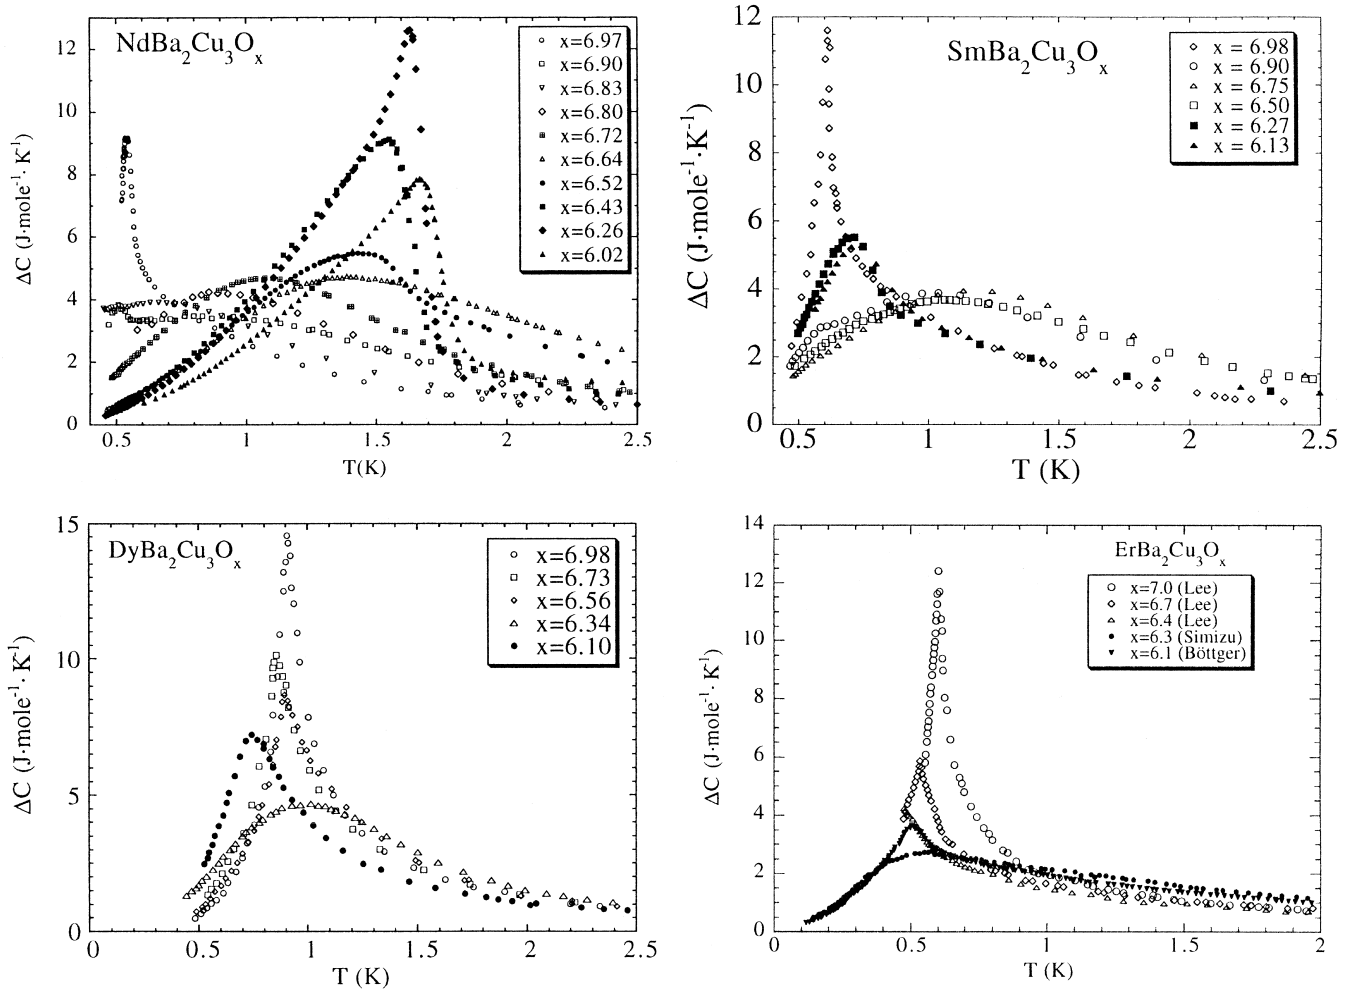 NdBa₂Cu₃Oₓ
x=6.97
x=6.90
x=6.83
x=6.80
x=6.72
x=6.64
x=6.52
x=6.43
x=6.26
x=6.02
ΔC (J·mole⁻¹· K⁻¹)
12
10
8
6
4
2
0
0.5 1 1.5 2 2.5
T(K)
SmBa₂Cu₃Oₓ
x = 6.98
x = 6.90
x = 6.75
x = 6.50
x = 6.27
x = 6.13
ΔC (J·mole⁻¹·K⁻¹)
12
10
8
6
4
2
0
0.5 1 1.5 2 2.5
T (K)
DyBa₂Cu₃Oₓ
x=6.98
x=6.73
x=6.56
x=6.34
x=6.10
ΔC (J·mole⁻¹· K⁻¹)
15
10
5
0
0 0.5 1 1.5 2 2.5
T (K)
ErBa₂Cu₃Oₓ
x=7.0 (Lee)
x=6.7 (Lee)
x=6.4 (Lee)
x=6.3 (Simizu)
x=6.1 (Böttger)
ΔC (J·mole⁻¹· K⁻¹)
14
12
10
8
6
4
2
0
0 0.5 1 1.5 2
T (K)